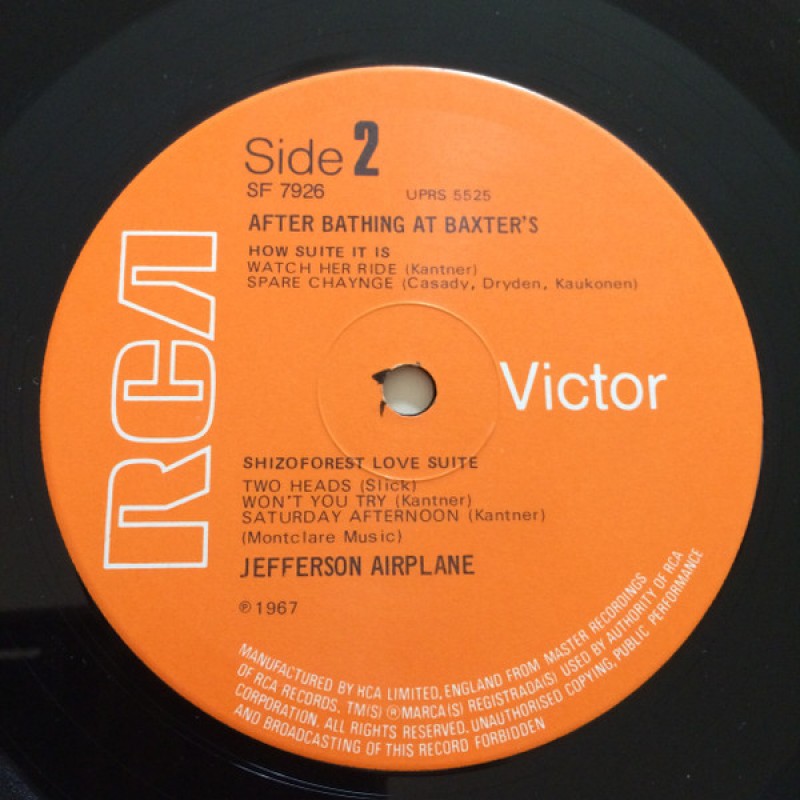 Side 2
SF 7926 UPRS 5525
AFTER BATHING AT BAXTER'S
HOW SUITE IT IS
WATCH HER RIDE (Kantner)
SPARE CHAYNGE (Casady, Dryden, Kaukonen)
RCA
Victor
SHIZOFOREST LOVE SUITE
TWO HEADS (Slick)
WON'T YOU TRY (Kantner)
SATURDAY AFTERNOON (Kantner)
(Montclare Music)
JEFFERSON AIRPLANE
℗ 1967
MANUFACTURED BY HCA LIMITED, ENGLAND FROM MASTER RECORDINGS
OF RCA RECORDS. TM(S) ® MARCA(S) REGISTRADA(S) USED BY AUTHORITY OF RCA
CORPORATION. ALL RIGHTS RESERVED. UNAUTHORISED COPYING, PUBLIC PERFORMANCE
AND BROADCASTING OF THIS RECORD FORBIDDEN